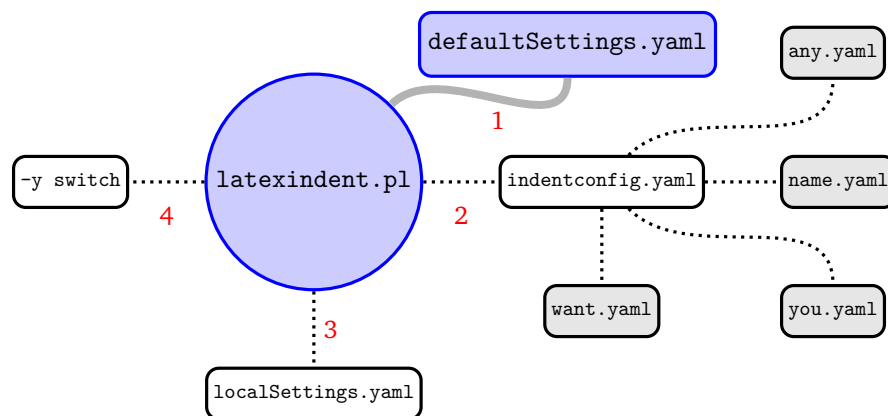 defaultSettings.yaml
any.yaml
1
-y switch
latexindent.pl
indentconfig.yaml
name.yaml
4
2
want.yaml
you.yaml
3
localSettings.yaml